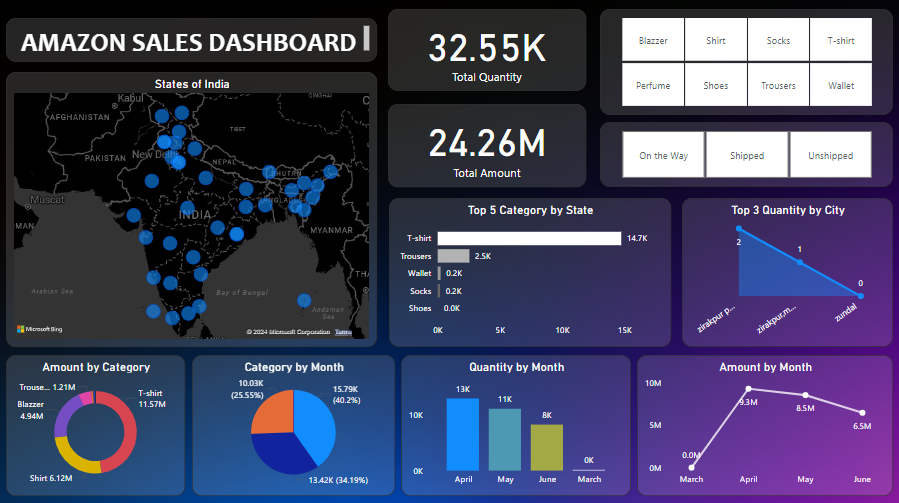 AMAZON SALES DASHBOARD
32.55K
Total Quantity
24.26M
Total Amount
Blazzer
Shirt
Socks
T-shirt
Perfume
Shoes
Trousers
Wallet
On the Way
Shipped
Unshipped
States of India
Kabul
AFGHANISTAN
TIBET
PAKISTAN
New Delhi
NEPAL
BHUTAN
Muscat
INDIA
MYANMAR
Arabian Sea
Bay of Bengal
Andaman
Sea
Microsoft Bing
© 2024 Microsoft Corporation
Terms
Top 5 Category by State
T-shirt 14.7K
Trousers 2.5K
Wallet 0.2K
Socks 0.2K
Shoes 0.0K
0K 5K 10K 15K
Top 3 Quantity by City
2
1
0
zirakpur p...
zirakpur,m...
zundal
Amount by Category
Trouse... 1.21M
T-shirt
11.57M
Blazzer
4.94M
Shirt 6.12M
Category by Month
10.03K
(25.55%)
15.79K
(40.2%)
13.42K (34.19%)
Quantity by Month
13K
11K
8K
0K
10K
0K
April May June March
Amount by Month
10M
5M
0M
0.0M
9.3M
8.5M
6.5M
March April May June